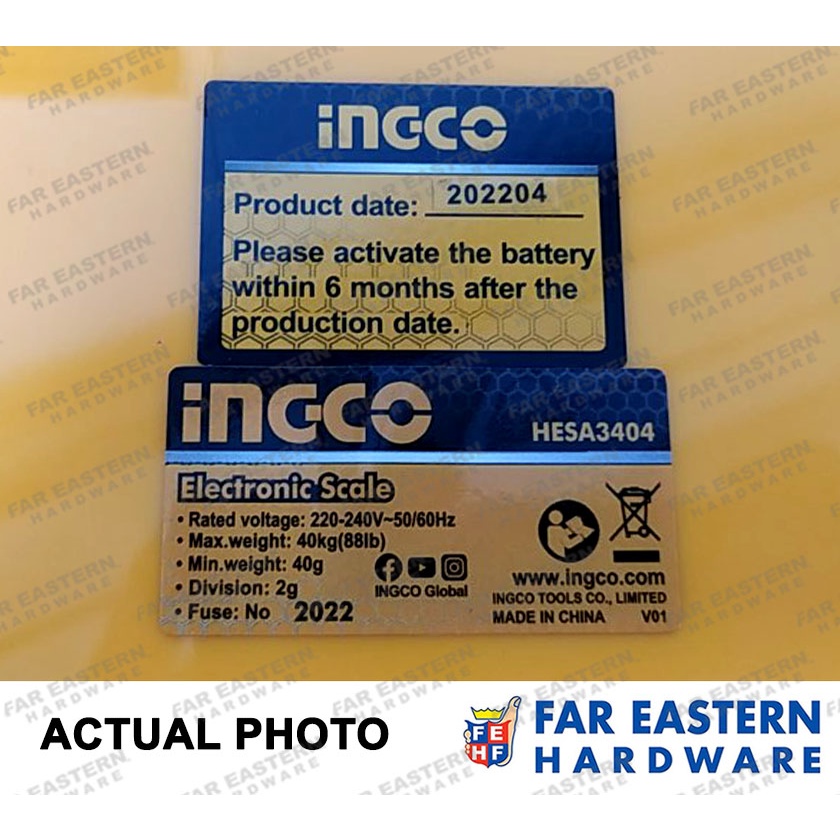 INGCO
Product date: 202204
Please activate the battery
within 6 months after the
production date.
INGCO
HESA3404
Electronic Scale
• Rated voltage: 220-240V~50/60Hz
• Max.weight: 40kg(88lb)
• Min.weight: 40g
• Division: 2g
• Fuse: No 2022
INGCO Global
www.ingco.com
INGCO TOOLS CO., LIMITED
MADE IN CHINA V01
ACTUAL PHOTO
FEHF
FAR EASTERN
HARDWARE